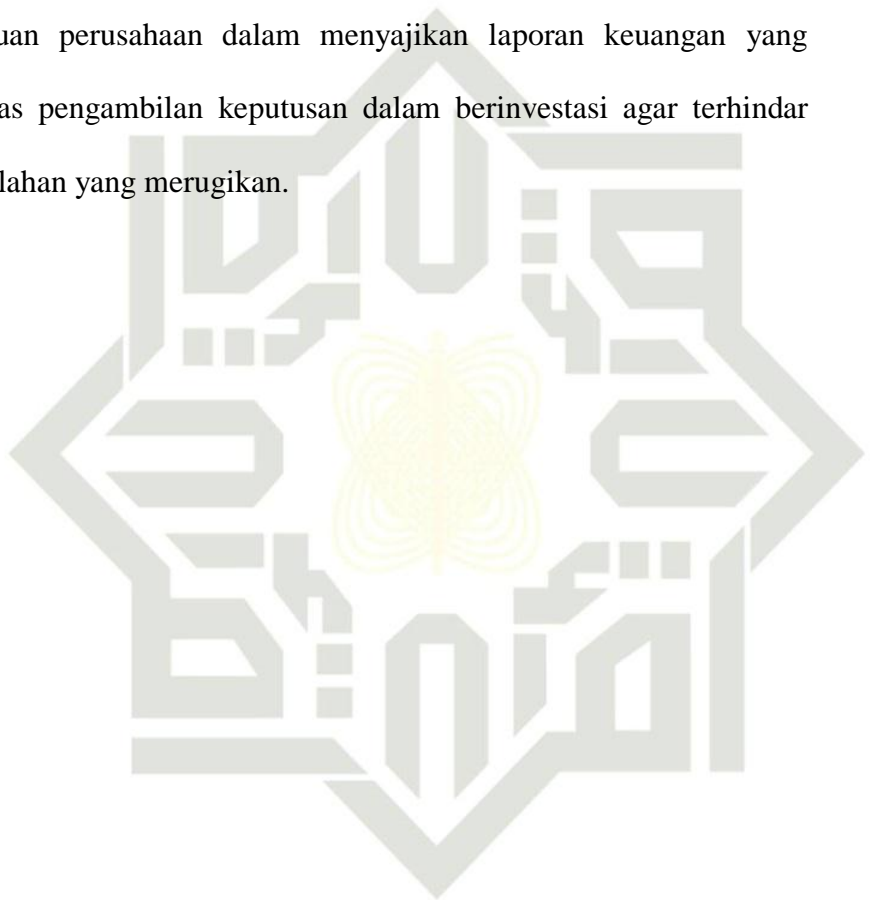 uan perusahaan dalam menyajikan laporan keuangan yang
as pengambilan keputusan dalam berinvestasi agar terhindar
lahan yang merugikan.